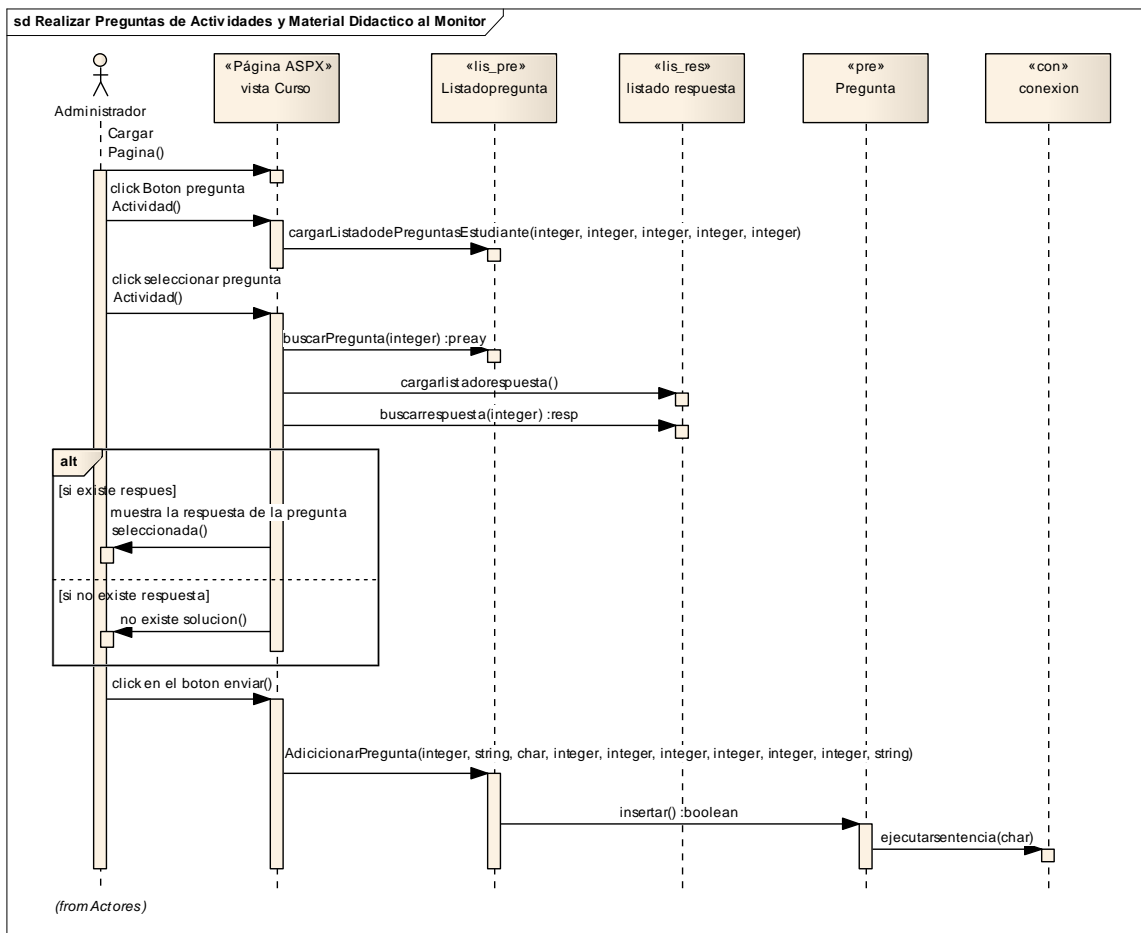 sd Realizar Preguntas de Actividades y Material Didactico al Monitor
Administrador
«Página ASPX»
vista Curso
«lis_pre»
Listadopregunta
«lis_res»
listado respuesta
«pre»
Pregunta
«con»
conexion
Cargar
Pagina()
click Boton pregunta
Actividad()
cargarListadodePreguntasEstudiante(integer, integer, integer, integer, integer)
click seleccionar pregunta
Actividad()
buscarPregunta(integer) :preay
cargarlistadorespuesta()
buscarrespuesta(integer) :resp
alt
[si existe respues]
muestra la respuesta de la pregunta
seleccionada()
[si no existe respuesta]
no existe solucion()
click en el boton enviar()
AdicicionarPregunta(integer, string, char, integer, integer, integer, integer, integer, integer, string)
insertar() :boolean
ejecutarsentencia(char)
(from Actores)